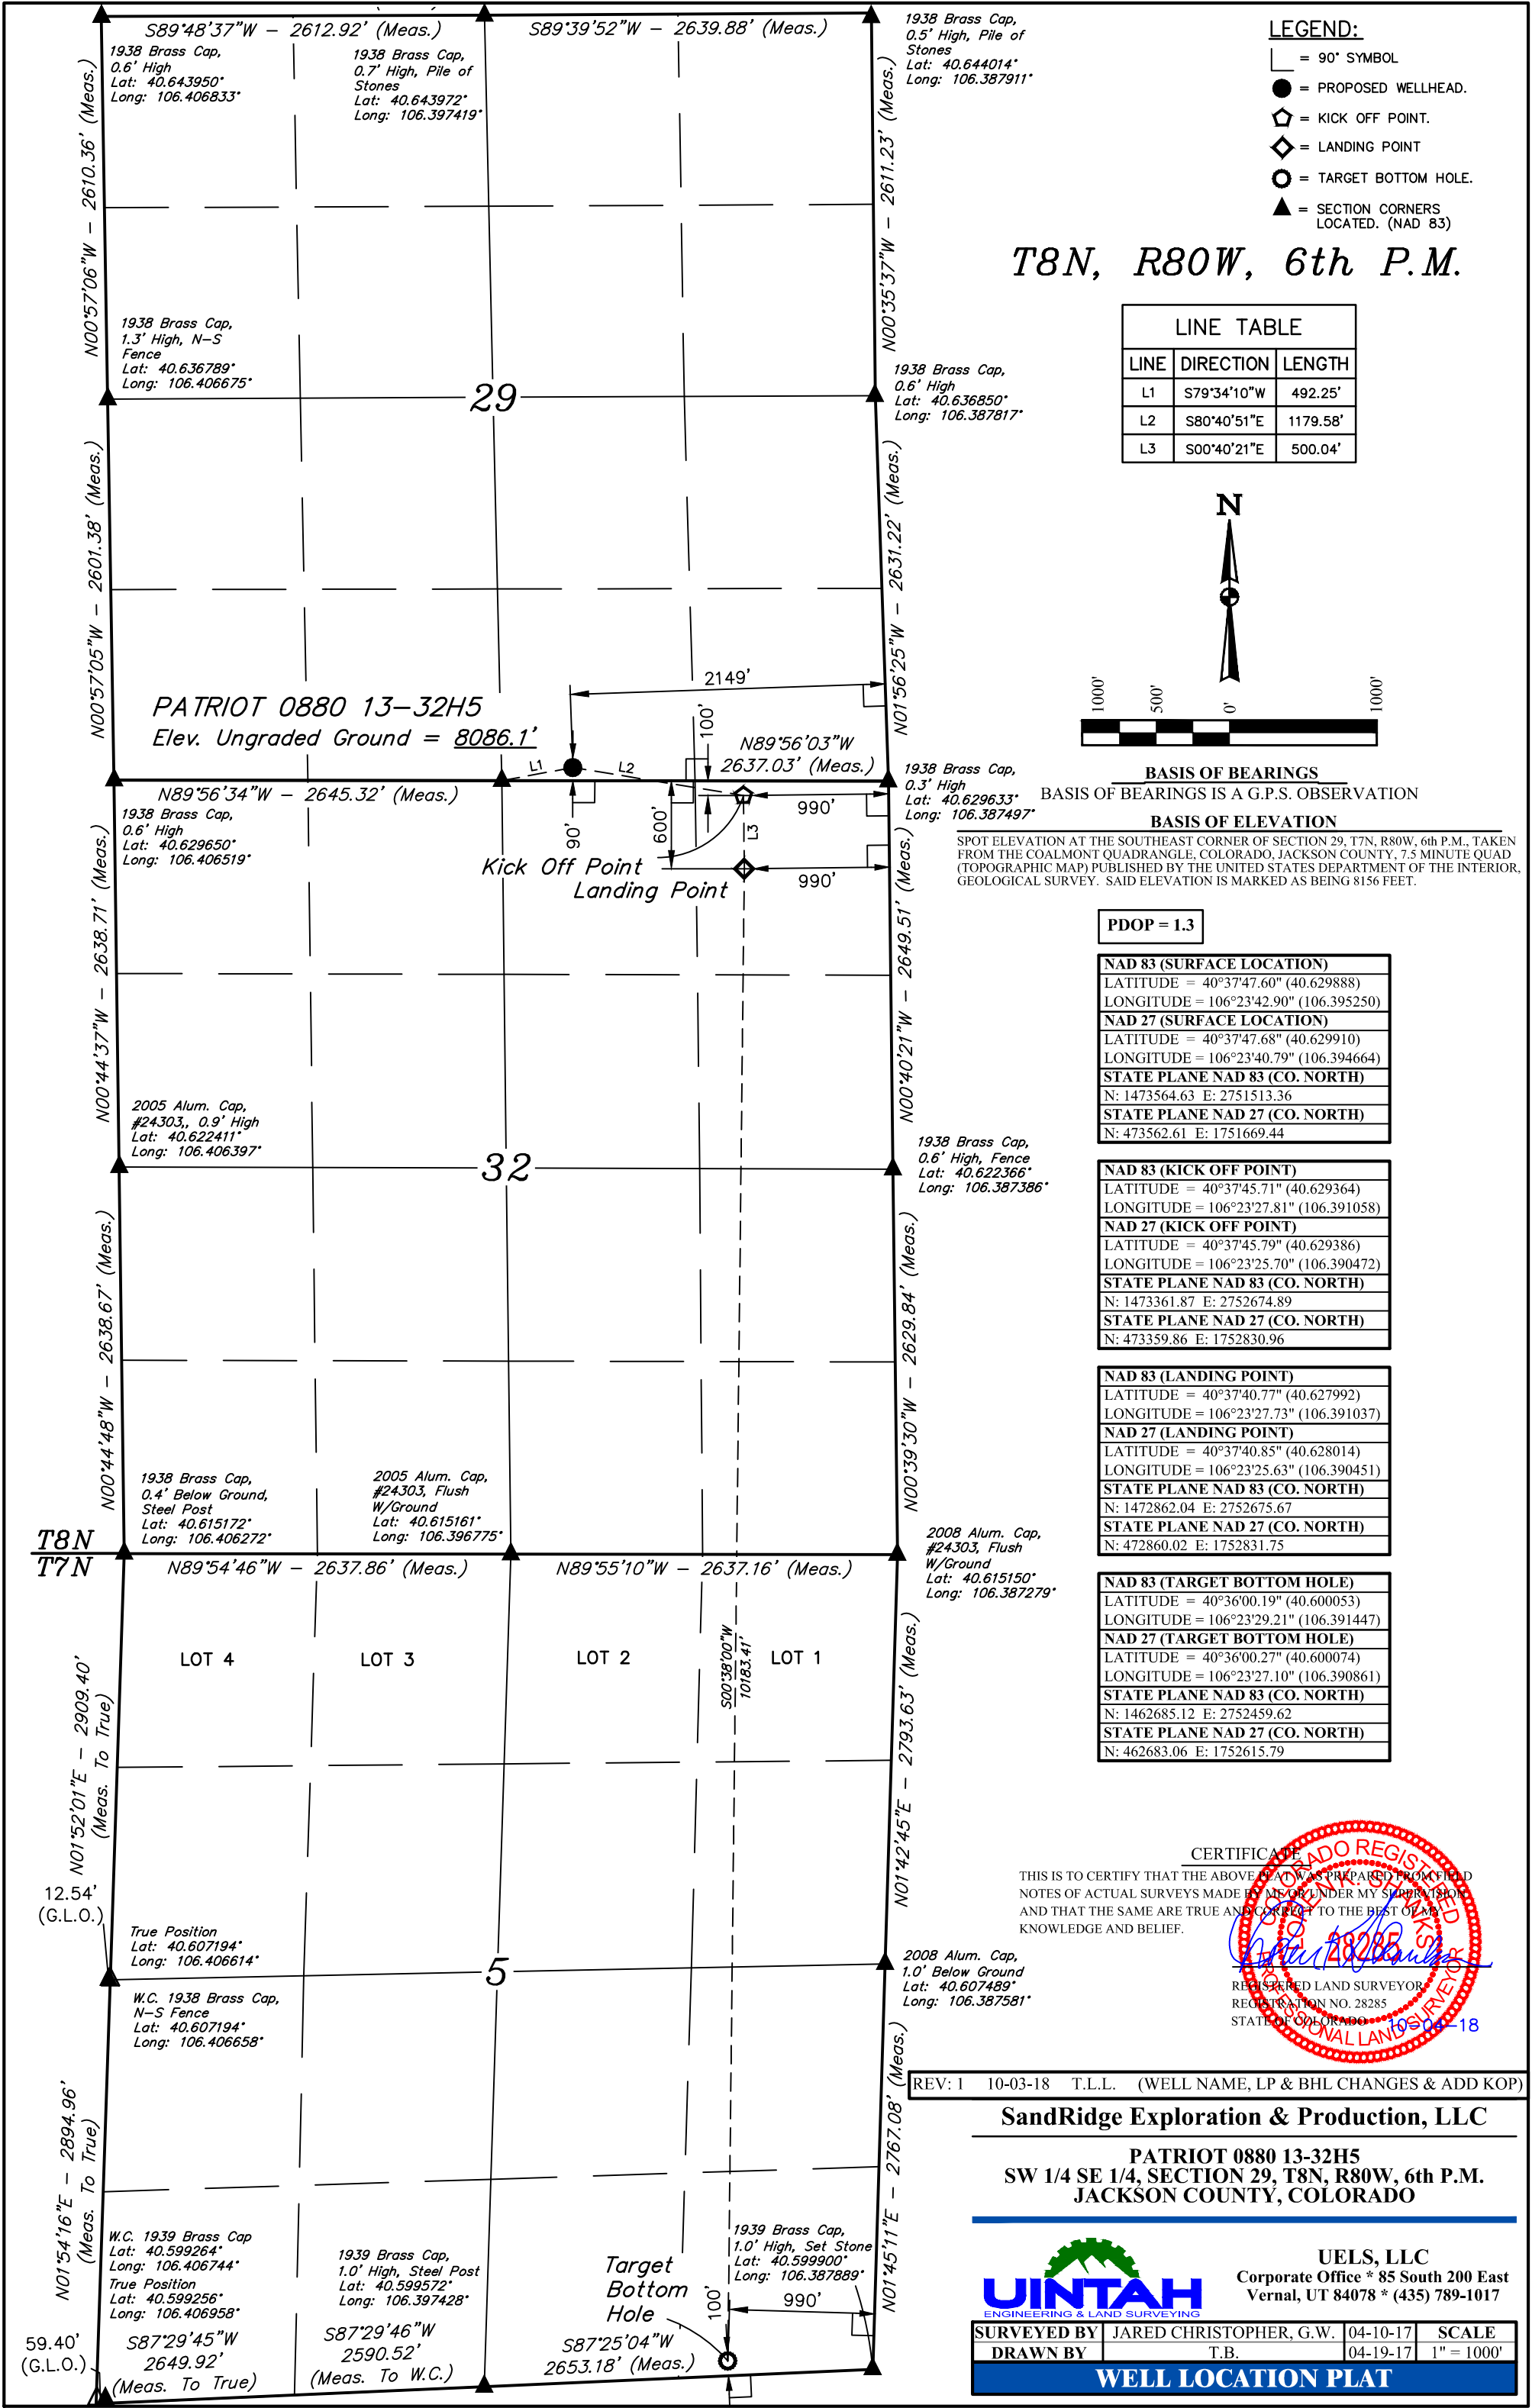 S89°48'37"W - 2612.92' (Meas.)
S89°39'52"W - 2639.88' (Meas.)
1938 Brass Cap,
0.6' High
Lat: 40.643950°
Long: 106.406833°
1938 Brass Cap,
0.7' High, Pile of
Stones
Lat: 40.643972°
Long: 106.397419°
1938 Brass Cap,
0.5' High, Pile of
Stones
Lat: 40.644014°
Long: 106.387911°
LEGEND:
= 90° SYMBOL
= PROPOSED WELLHEAD.
= KICK OFF POINT.
= LANDING POINT
= TARGET BOTTOM HOLE.
= SECTION CORNERS
LOCATED. (NAD 83)
T8N, R80W, 6th P.M.
N00°57'06"W - 2610.36' (Meas.)
N00°35'37"W - 2611.23' (Meas.)
1938 Brass Cap,
1.3' High, N-S
Fence
Lat: 40.636789°
Long: 106.406675°
29
1938 Brass Cap,
0.6' High
Lat: 40.636850°
Long: 106.387817°
LINE TABLE
LINE DIRECTION LENGTH
L1 S79°34'10"W 492.25'
L2 S80°40'51"E 1179.58'
L3 S00°40'21"E 500.04'
N
1000' 500' 0' 1000'
N00°57'05"W - 2601.38' (Meas.)
N01°56'25"W - 2631.22' (Meas.)
2149'
PATRIOT 0880 13-32H5
Elev. Ungraded Ground = 8086.1'
100'
N89°56'03"W
2637.03' (Meas.)
L1
L2
N89°56'34"W - 2645.32' (Meas.)
1938 Brass Cap,
0.6' High
Lat: 40.629650°
Long: 106.406519°
90'
600'
L3
990'
990'
Kick Off Point
Landing Point
1938 Brass Cap,
0.3' High
Lat: 40.629633°
Long: 106.387497°
BASIS OF BEARINGS
BASIS OF BEARINGS IS A G.P.S. OBSERVATION
BASIS OF ELEVATION
SPOT ELEVATION AT THE SOUTHEAST CORNER OF SECTION 29, T7N, R80W, 6th P.M., TAKEN
FROM THE COALMONT QUADRANGLE, COLORADO, JACKSON COUNTY, 7.5 MINUTE QUAD
(TOPOGRAPHIC MAP) PUBLISHED BY THE UNITED STATES DEPARTMENT OF THE INTERIOR,
GEOLOGICAL SURVEY. SAID ELEVATION IS MARKED AS BEING 8156 FEET.
PDOP = 1.3
NAD 83 (SURFACE LOCATION)
LATITUDE = 40°37'47.60" (40.629888)
LONGITUDE = 106°23'42.90" (106.395250)
NAD 27 (SURFACE LOCATION)
LATITUDE = 40°37'47.68" (40.629910)
LONGITUDE = 106°23'40.79" (106.394664)
STATE PLANE NAD 83 (CO. NORTH)
N: 1473564.63 E: 2751513.36
STATE PLANE NAD 27 (CO. NORTH)
N: 473562.61 E: 1751669.44
NAD 83 (KICK OFF POINT)
LATITUDE = 40°37'45.71" (40.629364)
LONGITUDE = 106°23'27.81" (106.391058)
NAD 27 (KICK OFF POINT)
LATITUDE = 40°37'45.79" (40.629386)
LONGITUDE = 106°23'25.70" (106.390472)
STATE PLANE NAD 83 (CO. NORTH)
N: 1473361.87 E: 2752674.89
STATE PLANE NAD 27 (CO. NORTH)
N: 473359.86 E: 1752830.96
NAD 83 (LANDING POINT)
LATITUDE = 40°37'40.77" (40.627992)
LONGITUDE = 106°23'27.73" (106.391037)
NAD 27 (LANDING POINT)
LATITUDE = 40°37'40.85" (40.628014)
LONGITUDE = 106°23'25.63" (106.390451)
STATE PLANE NAD 83 (CO. NORTH)
N: 1472862.04 E: 2752675.67
STATE PLANE NAD 27 (CO. NORTH)
N: 472860.02 E: 1752831.75
NAD 83 (TARGET BOTTOM HOLE)
LATITUDE = 40°36'00.19" (40.600053)
LONGITUDE = 106°23'29.21" (106.391447)
NAD 27 (TARGET BOTTOM HOLE)
LATITUDE = 40°36'00.27" (40.600074)
LONGITUDE = 106°23'27.10" (106.390861)
STATE PLANE NAD 83 (CO. NORTH)
N: 1462685.12 E: 2752459.62
STATE PLANE NAD 27 (CO. NORTH)
N: 462683.06 E: 1752615.79
N00°44'37"W - 2638.71' (Meas.)
N00°40'21"W - 2649.51' (Meas.)
2005 Alum. Cap,
#24303,, 0.9' High
Lat: 40.622411°
Long: 106.406397°
32
1938 Brass Cap,
0.6' High, Fence
Lat: 40.622366°
Long: 106.387386°
N00°44'48"W - 2638.67' (Meas.)
N00°39'30"W - 2629.84' (Meas.)
1938 Brass Cap,
0.4' Below Ground,
Steel Post
Lat: 40.615172°
Long: 106.406272°
2005 Alum. Cap,
#24303, Flush
W/Ground
Lat: 40.615161°
Long: 106.396775°
2008 Alum. Cap,
#24303, Flush
W/Ground
Lat: 40.615150°
Long: 106.387279°
T8N
T7N
N89°54'46"W - 2637.86' (Meas.)
N89°55'10"W - 2637.16' (Meas.)
LOT 4
LOT 3
LOT 2
LOT 1
S00°38'00"W
10183.41'
N01°52'01"E - 2909.40'
(Meas. To True)
N01°42'45"E - 2793.63' (Meas.)
12.54'
(G.L.O.)
True Position
Lat: 40.607194°
Long: 106.406614°
5
W.C. 1938 Brass Cap,
N-S Fence
Lat: 40.607194°
Long: 106.406658°
2008 Alum. Cap,
1.0' Below Ground
Lat: 40.607489°
Long: 106.387581°
N01°54'16"E - 2894.96'
(Meas. To True)
N01°45'11"E - 2767.08' (Meas.)
W.C. 1939 Brass Cap
Lat: 40.599264°
Long: 106.406744°
True Position
Lat: 40.599256°
Long: 106.406958°
1939 Brass Cap,
1.0' High, Steel Post
Lat: 40.599572°
Long: 106.397428°
Target
Bottom
Hole
1939 Brass Cap,
1.0' High, Set Stone
Lat: 40.599900°
Long: 106.387889°
100'
990'
59.40'
(G.L.O.)
S87°29'45"W
2649.92'
(Meas. To True)
S87°29'46"W
2590.52'
(Meas. To W.C.)
S87°25'04"W
2653.18' (Meas.)
CERTIFICATE
THIS IS TO CERTIFY THAT THE ABOVE PLAT WAS PREPARED FROM FIELD
NOTES OF ACTUAL SURVEYS MADE BY ME OR UNDER MY SUPERVISION
AND THAT THE SAME ARE TRUE AND CORRECT TO THE BEST OF MY
KNOWLEDGE AND BELIEF.
COLORADO REGISTERED
LOREN K. SHANKS
28285
PROFESSIONAL LAND SURVEYOR
REGISTERED LAND SURVEYOR
REGISTRATION NO. 28285
STATE OF COLORADO
10-04-18
REV: 1 10-03-18 T.L.L. (WELL NAME, LP & BHL CHANGES & ADD KOP)
SandRidge Exploration & Production, LLC
PATRIOT 0880 13-32H5
SW 1/4 SE 1/4, SECTION 29, T8N, R80W, 6th P.M.
JACKSON COUNTY, COLORADO
UINTAH
ENGINEERING & LAND SURVEYING
UELS, LLC
Corporate Office * 85 South 200 East
Vernal, UT 84078 * (435) 789-1017
SURVEYED BY JARED CHRISTOPHER, G.W. 04-10-17 SCALE
DRAWN BY T.B. 04-19-17 1" = 1000'
WELL LOCATION PLAT